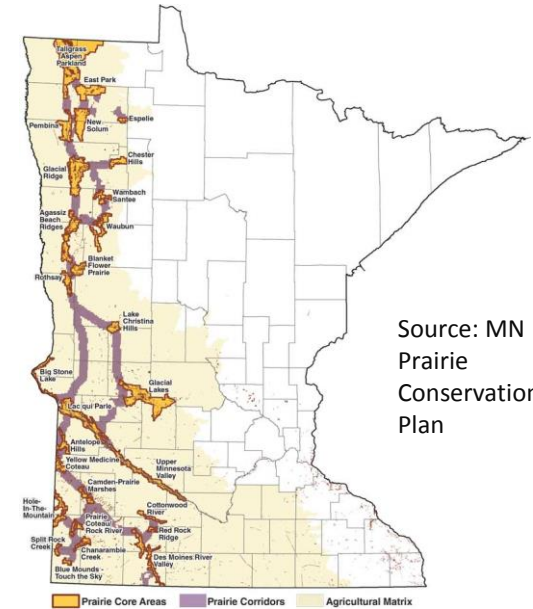 Tallgrass
Aspen
Parkland
East Park
Pembina
New
Solum
Espelie
Chester
Hills
Glacial
Ridge
Wambach
Santee
Agassiz
Beach
Ridges
Waubun
Blanket
Flower
Prairie
Rothsay
Lake
Christina
Hills
Source: MN
Prairie
Conservation
Plan
Big Stone
Lake
Glacial
Lakes
Lac qui Parle
Antelope
Hills
Yellow Medicine
Coteau
Upper
Minnesota
Valley
Camden-Prairie
Marshes
Hole-
In-The-
Mountain
Cottonwood
River
Prairie
Coteau
Rock River
Red Rock
Ridge
Split Rock
Creek
Chanarambie
Creek
Des Moines River
Valley
Blue Mounds -
Touch the Sky
Prairie Core Areas
Prairie Corridors
Agricultural Matrix